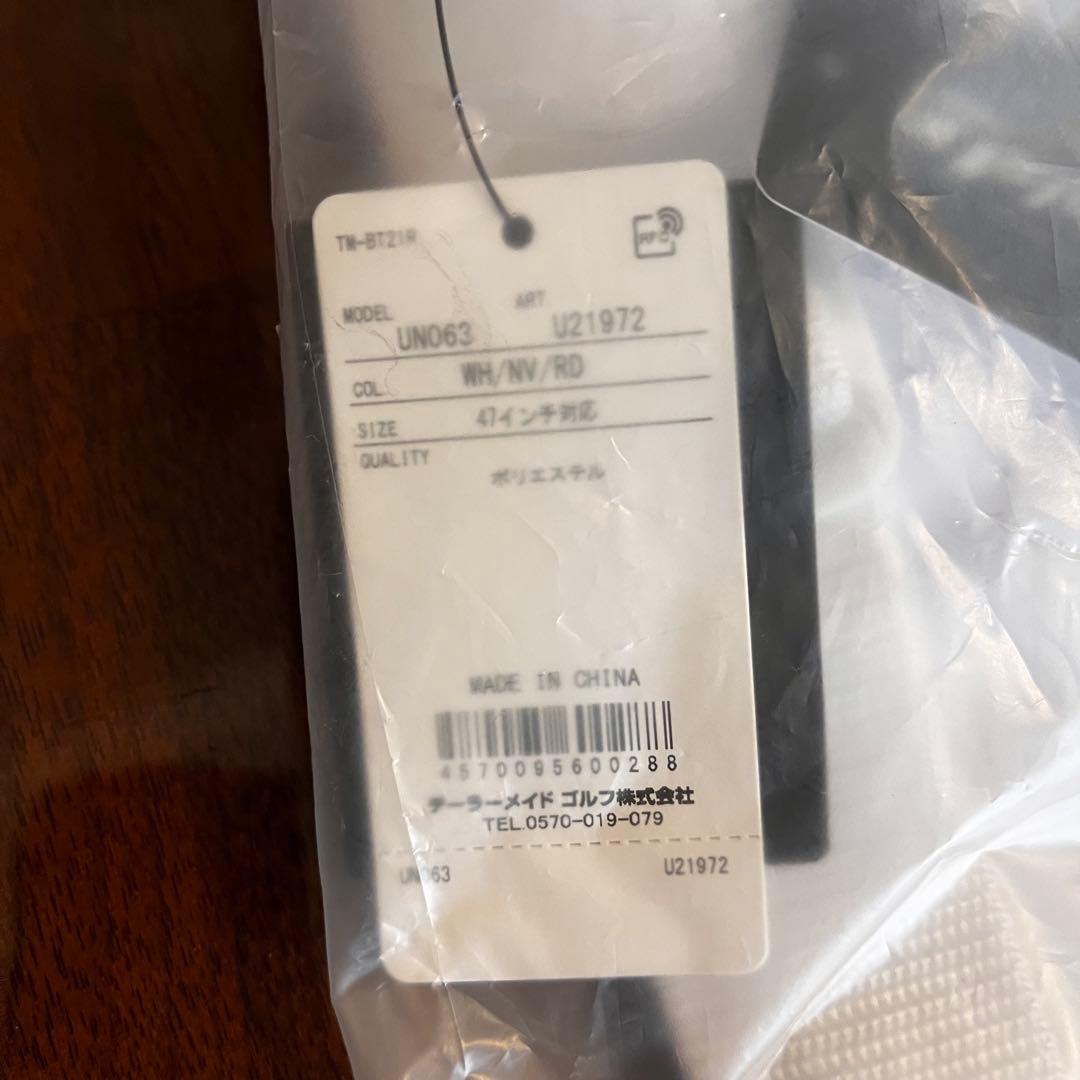 TM-BT21R
RFID
MODEL UN063 ART U21972
COL. WH/NV/RD
SIZE 47インチ対応
QUALITY
ポリエステル
MADE IN CHINA
4570095600288
テーラーメイド ゴルフ株式会社
TEL.0570-019-079
UN063 U21972